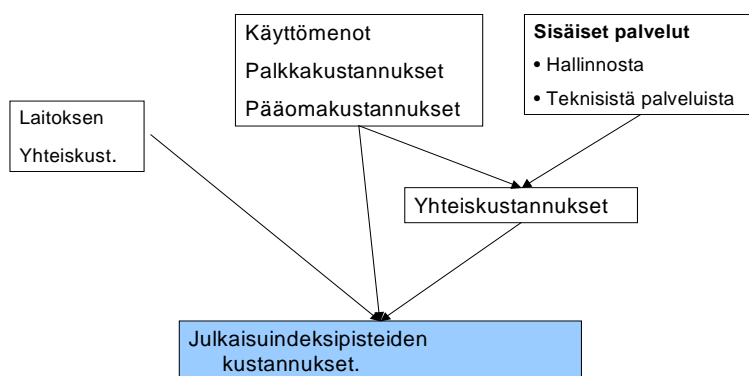 Käyttömenot
Palkkakustannukset
Pääomakustannukset
Sisäiset palvelut
• Hallinnosta
• Teknisistä palveluista
Laitoksen
Yhteiskust.
Yhteiskustannukset
Julkaisuindeksipisteiden
kustannukset.